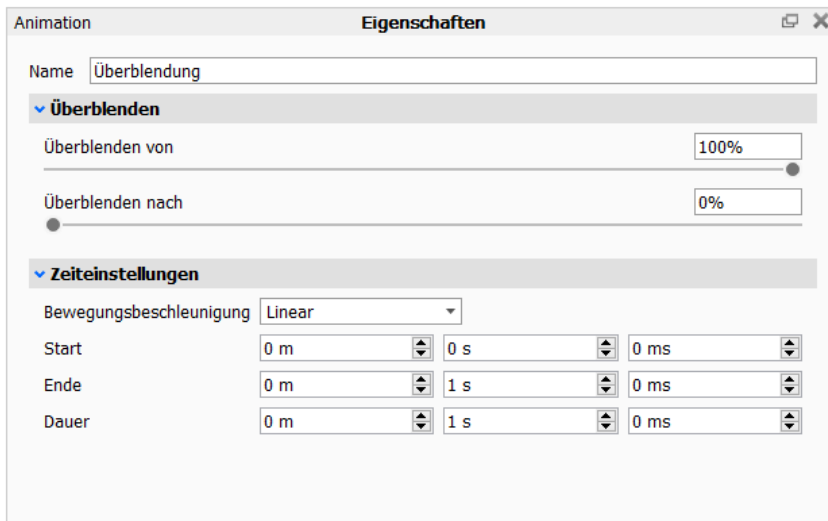 Animation Eigenschaften
Name Überblendung
Überblenden
Überblenden von 100%
Überblenden nach 0%
Zeiteinstellungen
Bewegungsbeschleunigung Linear
Start 0 m 0 s 0 ms
Ende 0 m 1 s 0 ms
Dauer 0 m 1 s 0 ms